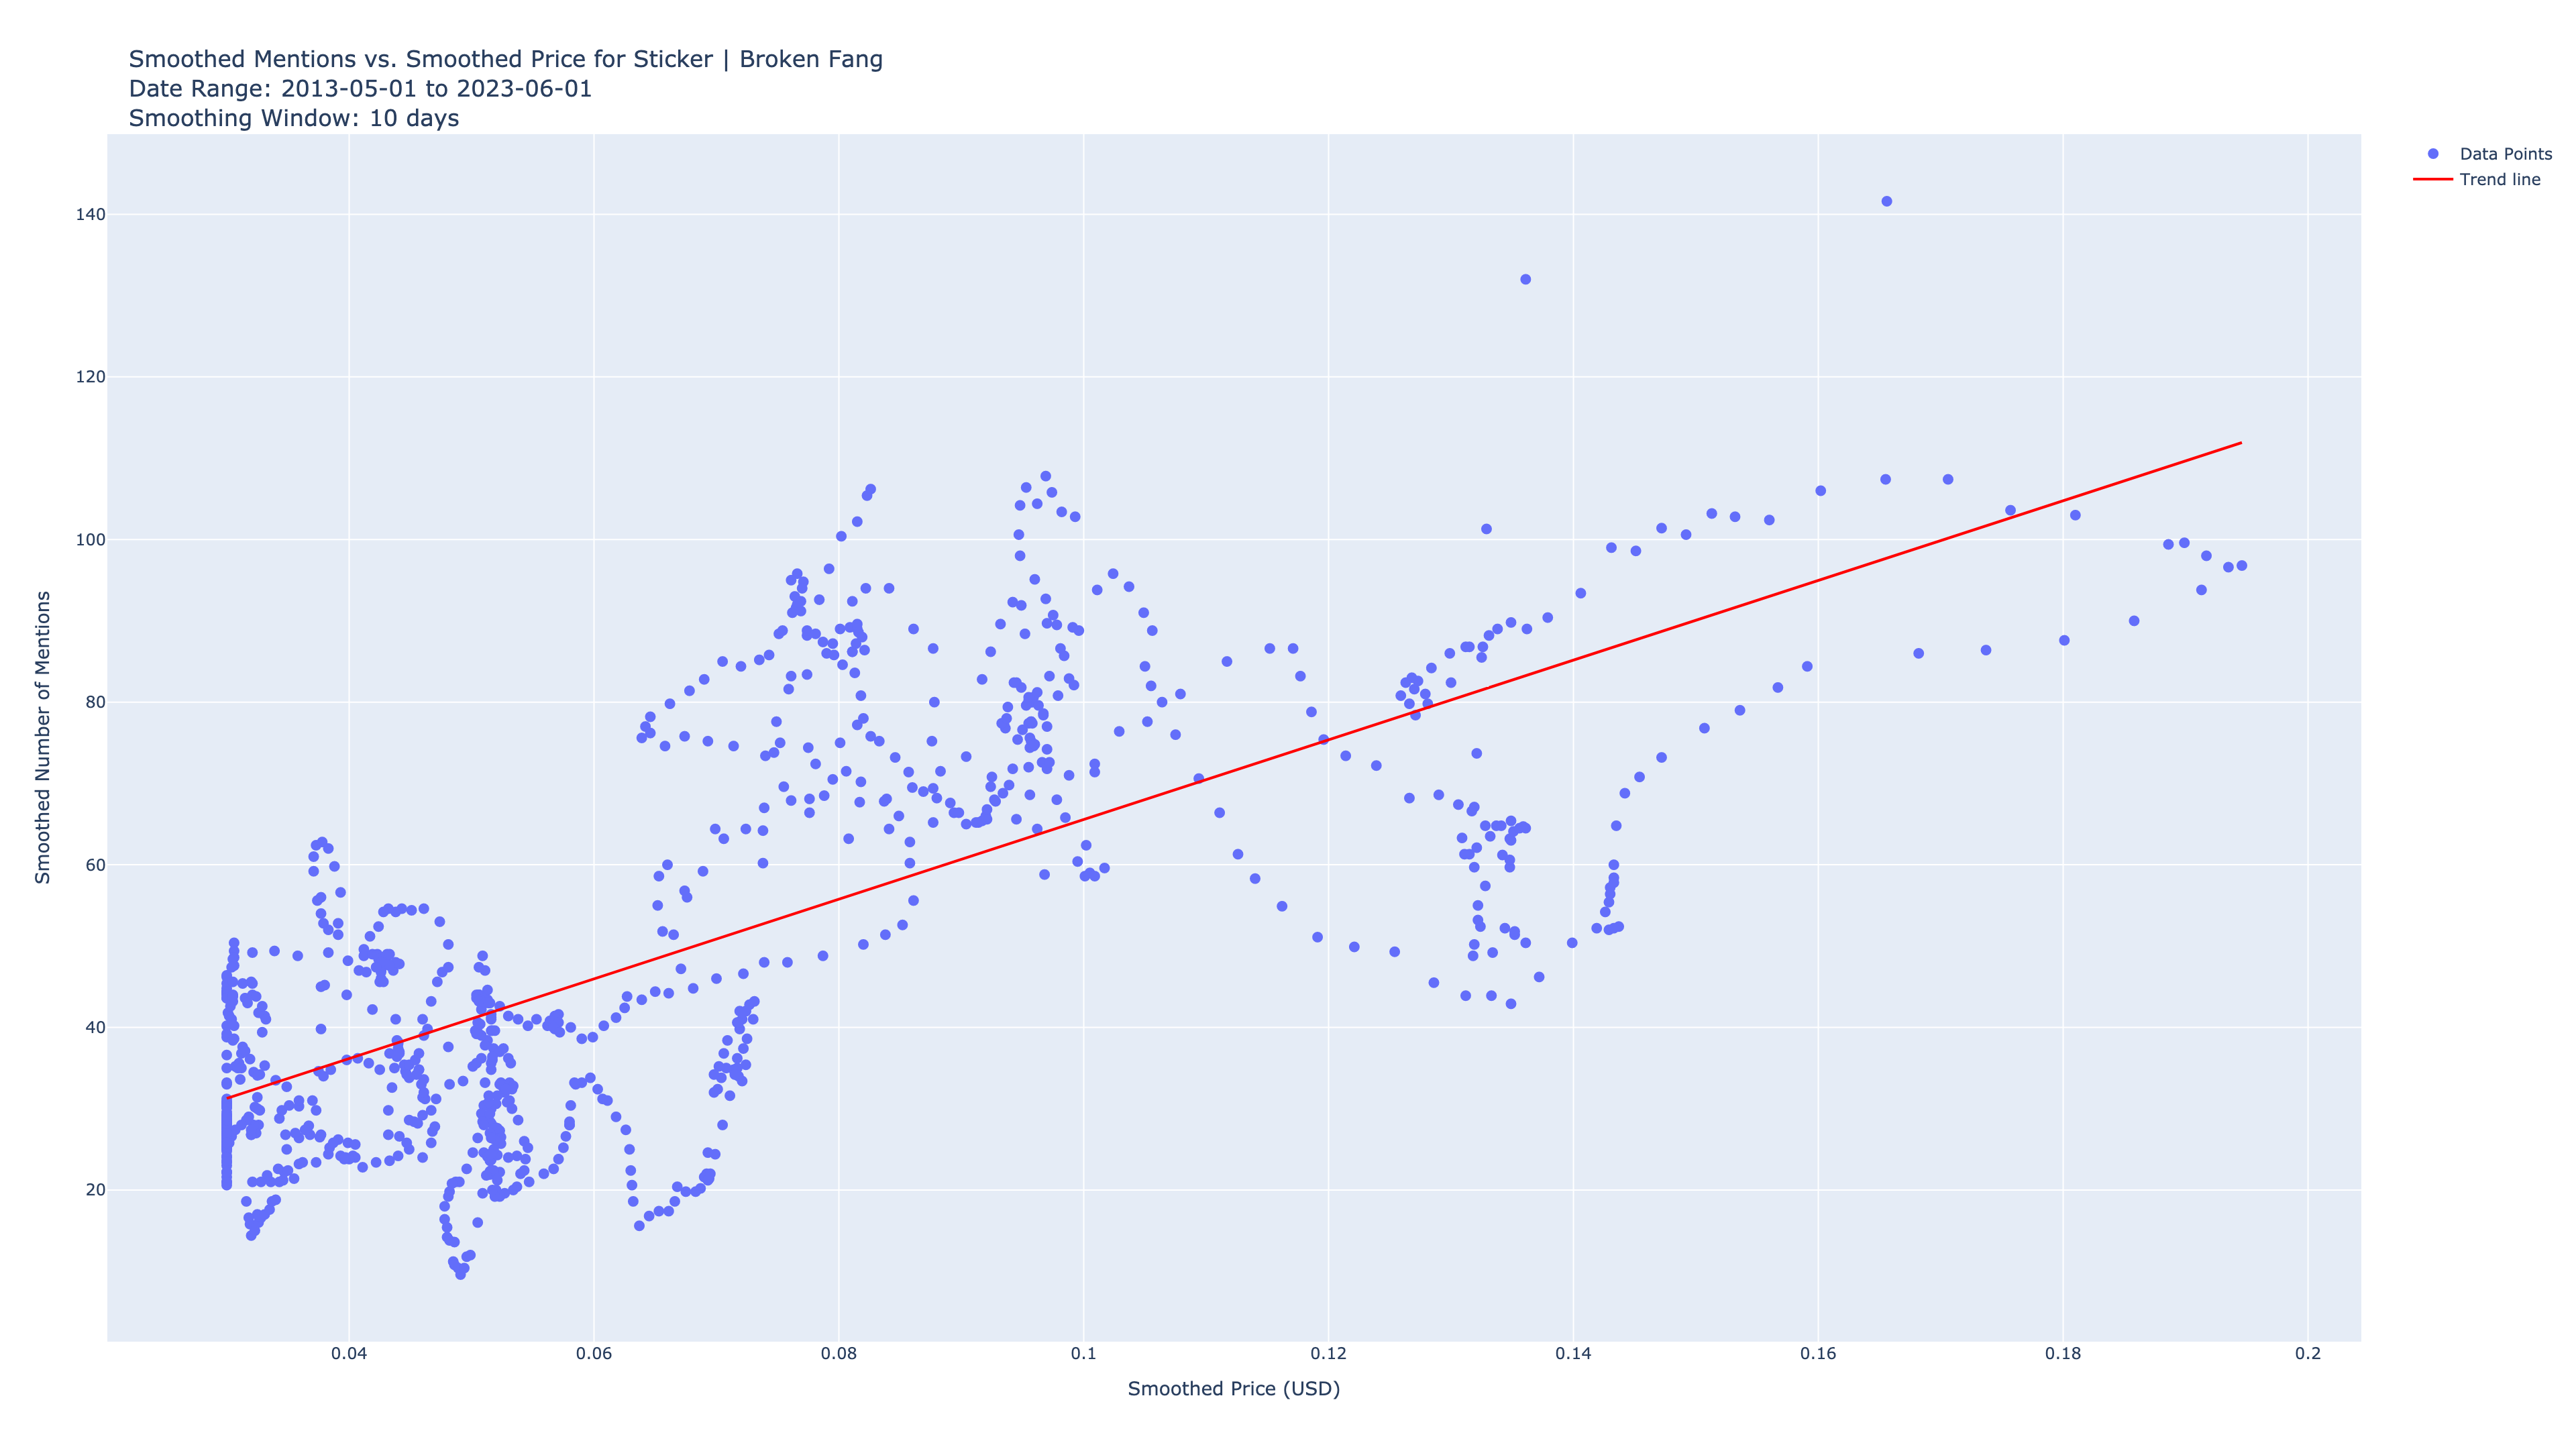 Smoothed Mentions vs. Smoothed Price for Sticker | Broken Fang
Date Range: 2013-05-01 to 2023-06-01
Smoothing Window: 10 days
Data Points
Trend line
140
120
100
80
60
40
20
Smoothed Number of Mentions
0.04
0.06
0.08
0.1
0.12
0.14
0.16
0.18
0.2
Smoothed Price (USD)